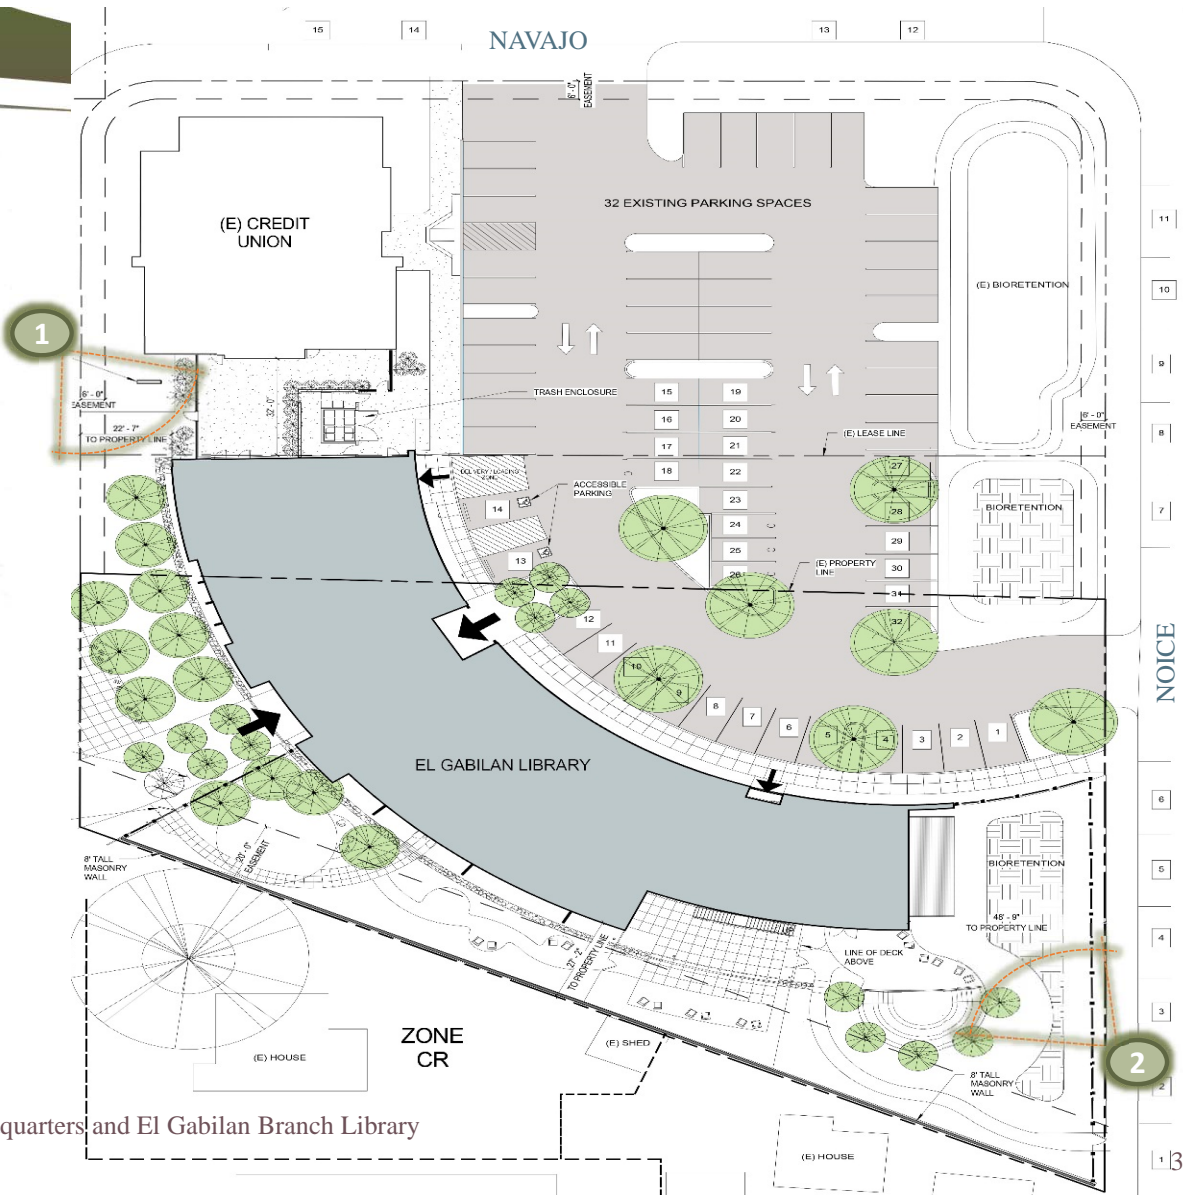 15
14
NAVAJO
13
12
6' - 0"
EASEMENT
(E) CREDIT
UNION
32 EXISTING PARKING SPACES
11
(E) BIORETENTION
10
1
9
TRASH ENCLOSURE
6' - 0"
EASEMENT
32' - 0"
22' - 7"
TO PROPERTY LINE
15
19
16
20
17
21
18
22
23
24
25
26
(E) LEASE LINE
6' - 0"
EASEMENT
8
DELIVERY / LOADING
ZONE
ACCESSIBLE
PARKING
14
13
27
28
29
30
31
32
BIORETENTION
7
(E) PROPERTY
LINE
12
11
10
9
8
7
6
5
4
3
2
1
NOICE
EL GABILAN LIBRARY
6
8' TALL
MASONRY
WALL
20' - 0"
EASEMENT
BIORETENTION
5
48' - 9"
TO PROPERTY LINE
4
27' - 2"
TO PROPERTY LINE
LINE OF DECK
ABOVE
3
ZONE
CR
(E) HOUSE
(E) SHED
2
8' TALL
MASONRY
WALL
2
quarters and El Gabilan Branch Library
(E) HOUSE
1
3